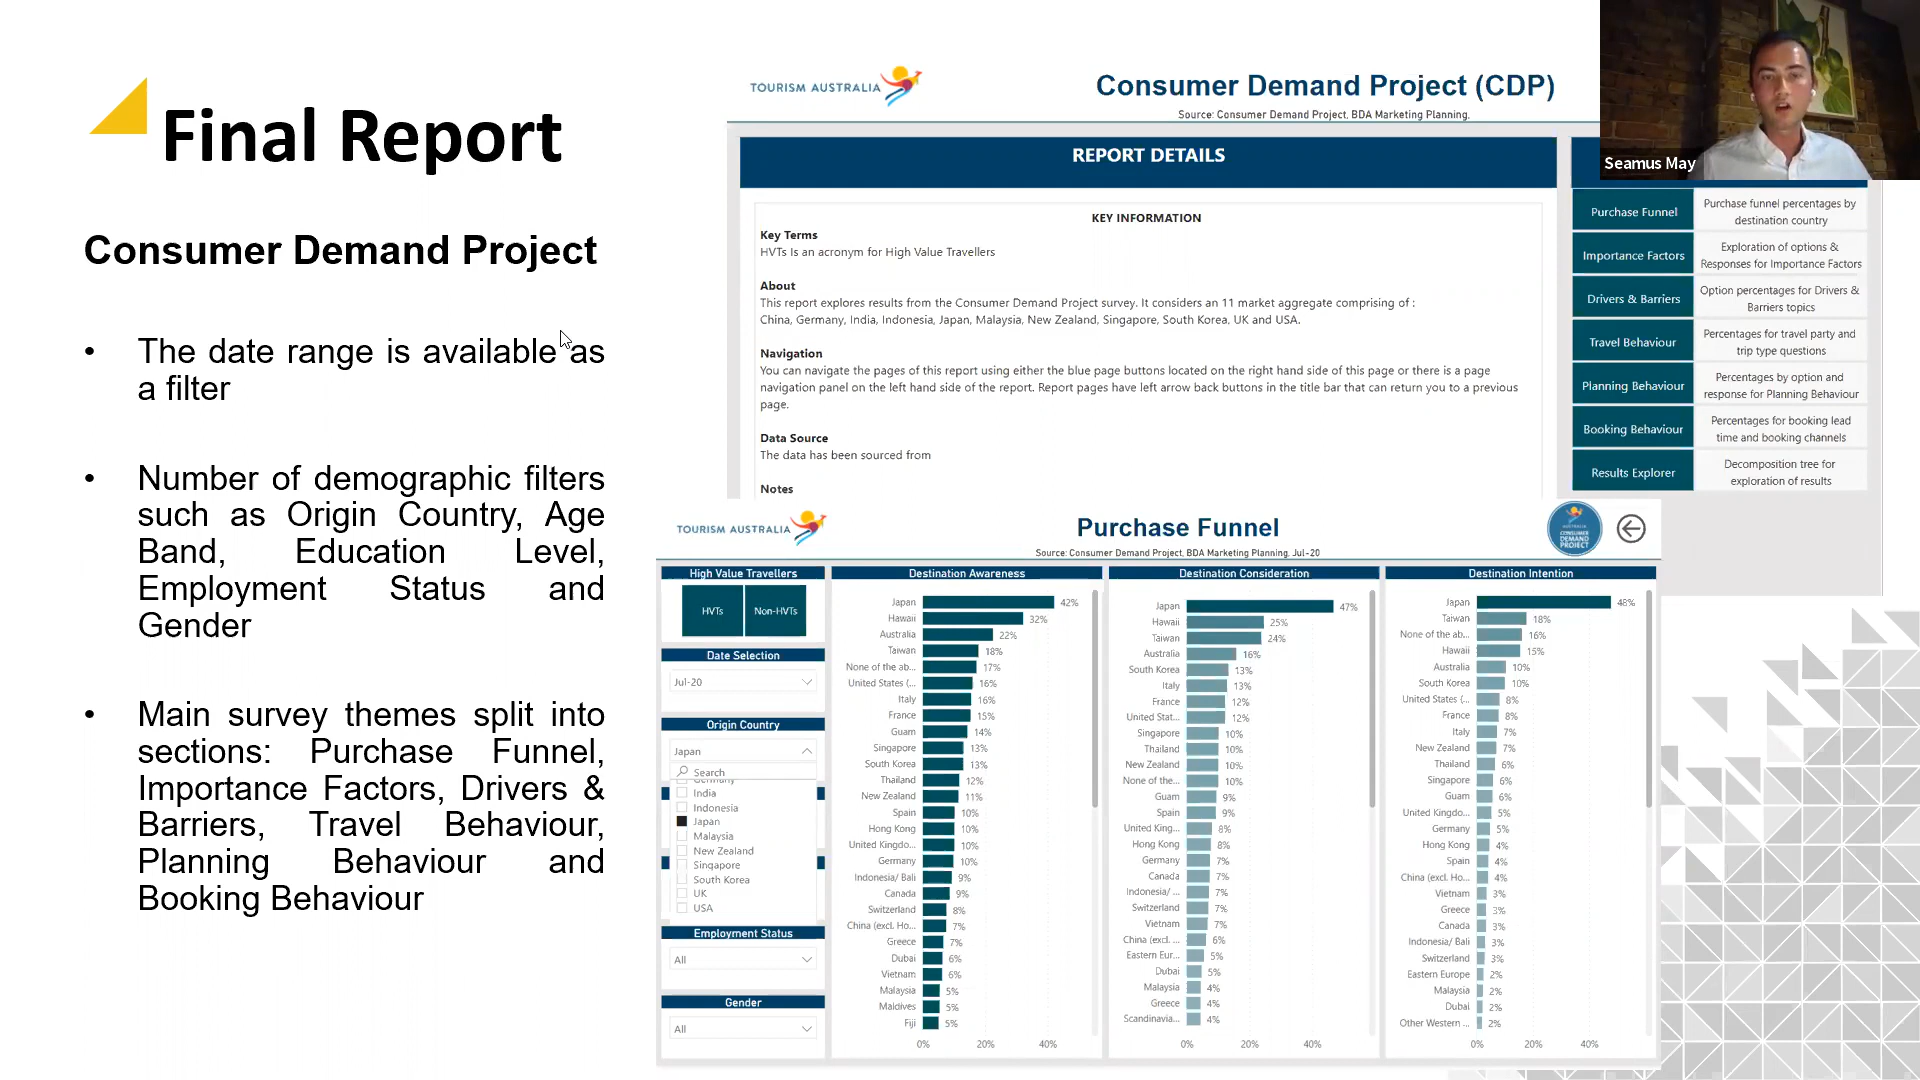 Final Report
Consumer Demand Project
• The date range is available as
a filter
• Number of demographic filters
such as Origin Country, Age
Band, Education Level,
Employment Status and
Gender
• Main survey themes split into
sections: Purchase Funnel,
Importance Factors, Drivers &
Barriers, Travel Behaviour,
Planning Behaviour and
Booking Behaviour
TOURISM AUSTRALIA
Consumer Demand Project (CDP)
Source: Consumer Demand Project, BDA Marketing Planning,
Seamus May
REPORT DETAILS
KEY INFORMATION
Key Terms
HVTs Is an acronym for High Value Travellers
About
This report explores results from the Consumer Demand Project survey. It considers an 11 market aggregate comprising of :
China, Germany, India, Indonesia, Japan, Malaysia, New Zealand, Singapore, South Korea, UK and USA.
Navigation
You can navigate the pages of this report using either the blue page buttons located on the right hand side of this page or there is a page
navigation panel on the left hand side of the report. Report pages have left arrow back buttons in the title bar that can return you to a previous
page.
Data Source
The data has been sourced from
Notes
Purchase Funnel
Purchase funnel percentages by
destination country
Importance Factors
Exploration of options &
Responses for Importance Factors
Drivers & Barriers
Option percentages for Drivers &
Barriers topics
Travel Behaviour
Percentages for travel party and
trip type questions
Planning Behaviour
Percentages by option and
response for Planning Behaviour
Booking Behaviour
Percentages for booking lead
time and booking channels
Results Explorer
Decomposition tree for
exploration of results
TOURISM AUSTRALIA
Purchase Funnel
Source: Consumer Demand Project, BDA Marketing Planning, Jul-20
CONSUMER
DEMAND
PROJECT
High Value Travellers
HVTs Non-HVTs
Date Selection
Jul-20
Origin Country
Japan
Search
Germany
India
Indonesia
Japan
Malaysia
New Zealand
Singapore
South Korea
UK
USA
Employment Status
All
Gender
All
Destination Awareness
Japan 42%
Hawaii 32%
Australia 22%
Taiwan 18%
None of the ab... 17%
United States (... 16%
Italy 16%
France 15%
Guam 14%
Singapore 13%
South Korea 13%
Thailand 12%
New Zealand 11%
Spain 10%
Hong Kong 10%
United Kingdo... 10%
Germany 10%
Indonesia/ Bali 9%
Canada 9%
Switzerland 8%
China (excl. Ho... 7%
Greece 7%
Dubai 6%
Vietnam 6%
Malaysia 5%
Maldives 5%
Fiji 5%
0% 20% 40%
Destination Consideration
Japan 47%
Hawaii 25%
Taiwan 24%
Australia 16%
South Korea 13%
Italy 13%
France 12%
United Stat... 12%
Singapore 10%
Thailand 10%
New Zealand 10%
None of the... 10%
Guam 9%
Spain 9%
United King... 8%
Hong Kong 8%
Germany 7%
Canada 7%
Indonesia/ ... 7%
Switzerland 7%
Vietnam 7%
China (excl. ... 6%
Eastern Eur... 5%
Dubai 5%
Malaysia 4%
Greece 4%
Scandinavia... 4%
0% 20% 40%
Destination Intention
Japan 48%
Taiwan 18%
None of the ab... 16%
Hawaii 15%
Australia 10%
South Korea 10%
United States (... 8%
France 8%
Italy 7%
New Zealand 7%
Thailand 6%
Singapore 6%
Guam 6%
United Kingdo... 5%
Germany 5%
Hong Kong 4%
Spain 4%
China (excl. Ho... 4%
Vietnam 3%
Greece 3%
Canada 3%
Indonesia/ Bali 3%
Switzerland 3%
Eastern Europe 2%
Malaysia 2%
Dubai 2%
Other Western ... 2%
0% 20% 40%